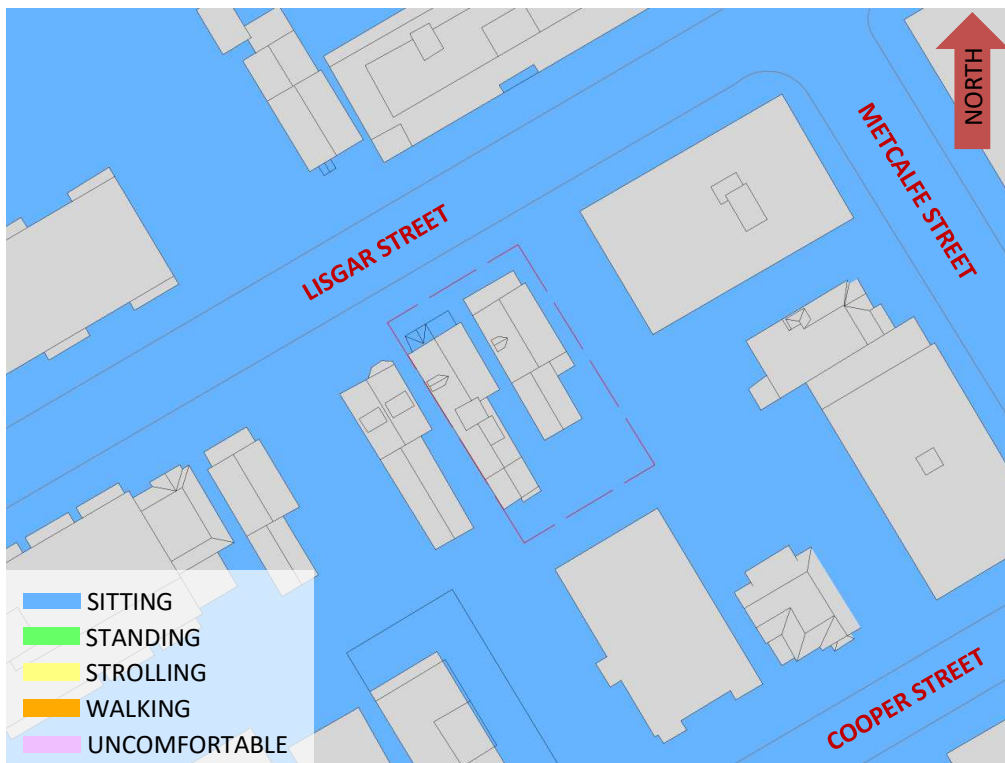 NORTH
METCALFE STREET
LISGAR STREET
SITTING
STANDING
STROLLING
WALKING
UNCOMFORTABLE
COOPER STREET